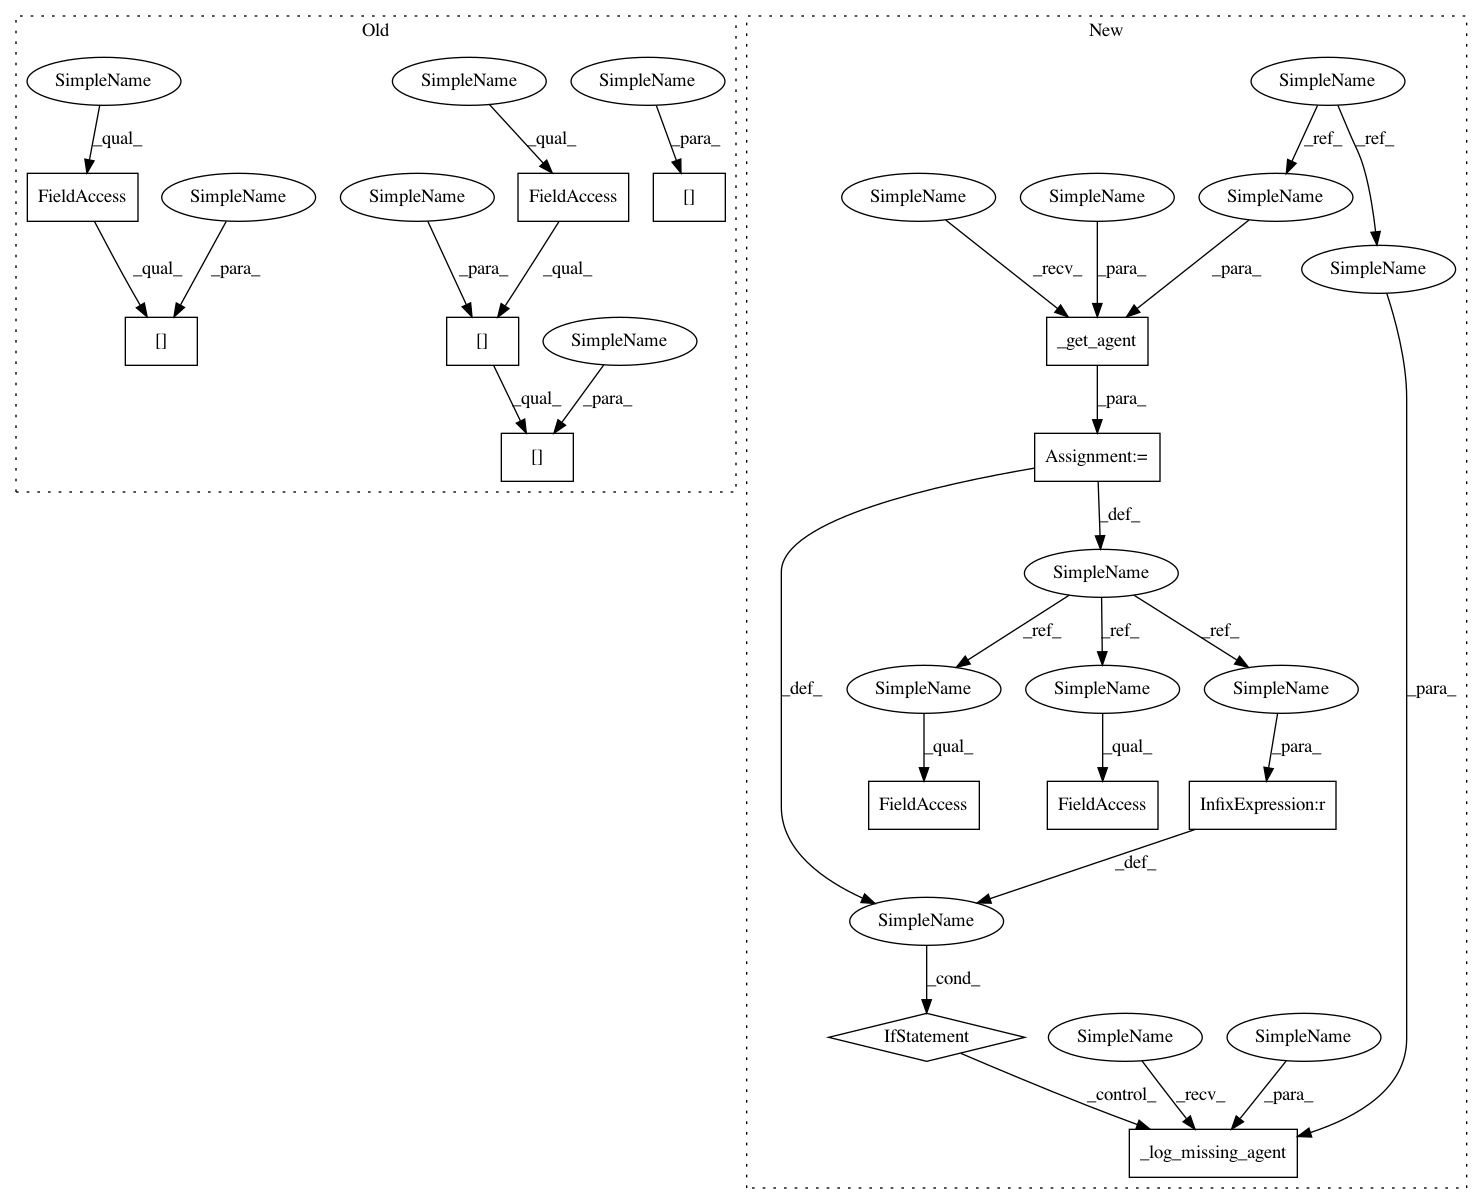 Old
New
SimpleName
SimpleName
SimpleName
SimpleName
_qual_
_qual_
_para_
_ref_
_ref_
FieldAccess
SimpleName
SimpleName
FieldAccess
[]
SimpleName
SimpleName
SimpleName
SimpleName
_qual_
_para_
_para_
_qual_
_recv_
_para_
_para_
[]
[]
SimpleName
_get_agent
_qual_
_para_
_para_
[]
Assignment:=
_def_
SimpleName
_ref_
_ref_
_ref_
_def_
SimpleName
SimpleName
SimpleName
_para_
_qual_
_qual_
_para_
FieldAccess
FieldAccess
InfixExpression:r
_def_
SimpleName
_cond_
IfStatement
SimpleName
SimpleName
_control_
_recv_
_para_
_log_missing_agent